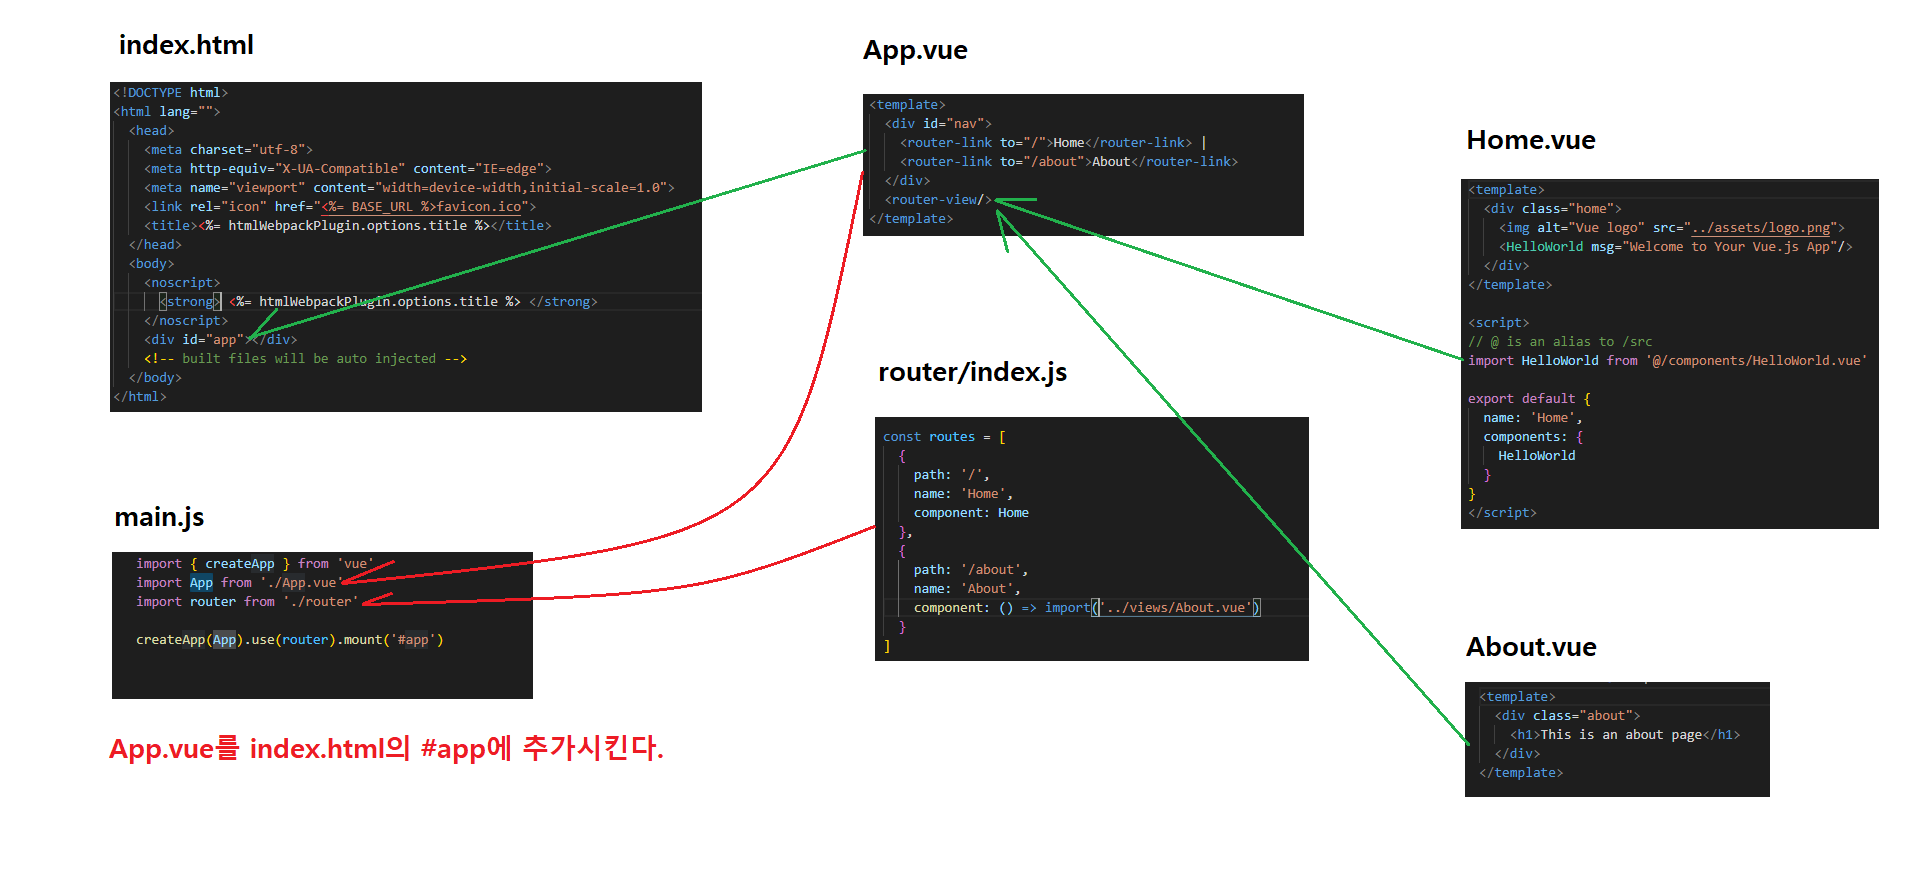 index.html
<!DOCTYPE html>
<html lang="">
<head>
<meta charset="utf-8">
<meta http-equiv="X-UA-Compatible" content="IE=edge">
<meta name="viewport" content="width=device-width,initial-scale=1.0">
<link rel="icon" href="<%= BASE_URL %>favicon.ico">
<title><%= htmlWebpackPlugin.options.title %></title>
</head>
<body>
<noscript>
<strong> <%= htmlWebpackPlugin.options.title %> </strong>
</noscript>
<div id="app"></div>
<!-- built files will be auto injected -->
</body>
</html>
main.js
import { createApp } from 'vue'
import App from './App.vue'
import router from './router'
createApp(App).use(router).mount('#app')
App.vue를 index.html의 #app에 추가시킨다.
App.vue
<template>
<div id="nav">
<router-link to="/">Home</router-link> |
<router-link to="/about">About</router-link>
</div>
<router-view/>
</template>
router/index.js
const routes = [
{
path: '/',
name: 'Home',
component: Home
},
{
path: '/about',
name: 'About',
component: () => import('../views/About.vue')
}
]
Home.vue
<template>
<div class="home">
<img alt="Vue logo" src="../assets/logo.png">
<HelloWorld msg="Welcome to Your Vue.js App"/>
</div>
</template>
<script>
// @ is an alias to /src
import HelloWorld from '@/components/HelloWorld.vue'
export default {
name: 'Home',
components: {
HelloWorld
}
}
</script>
About.vue
<template>
<div class="about">
<h1>This is an about page</h1>
</div>
</template>